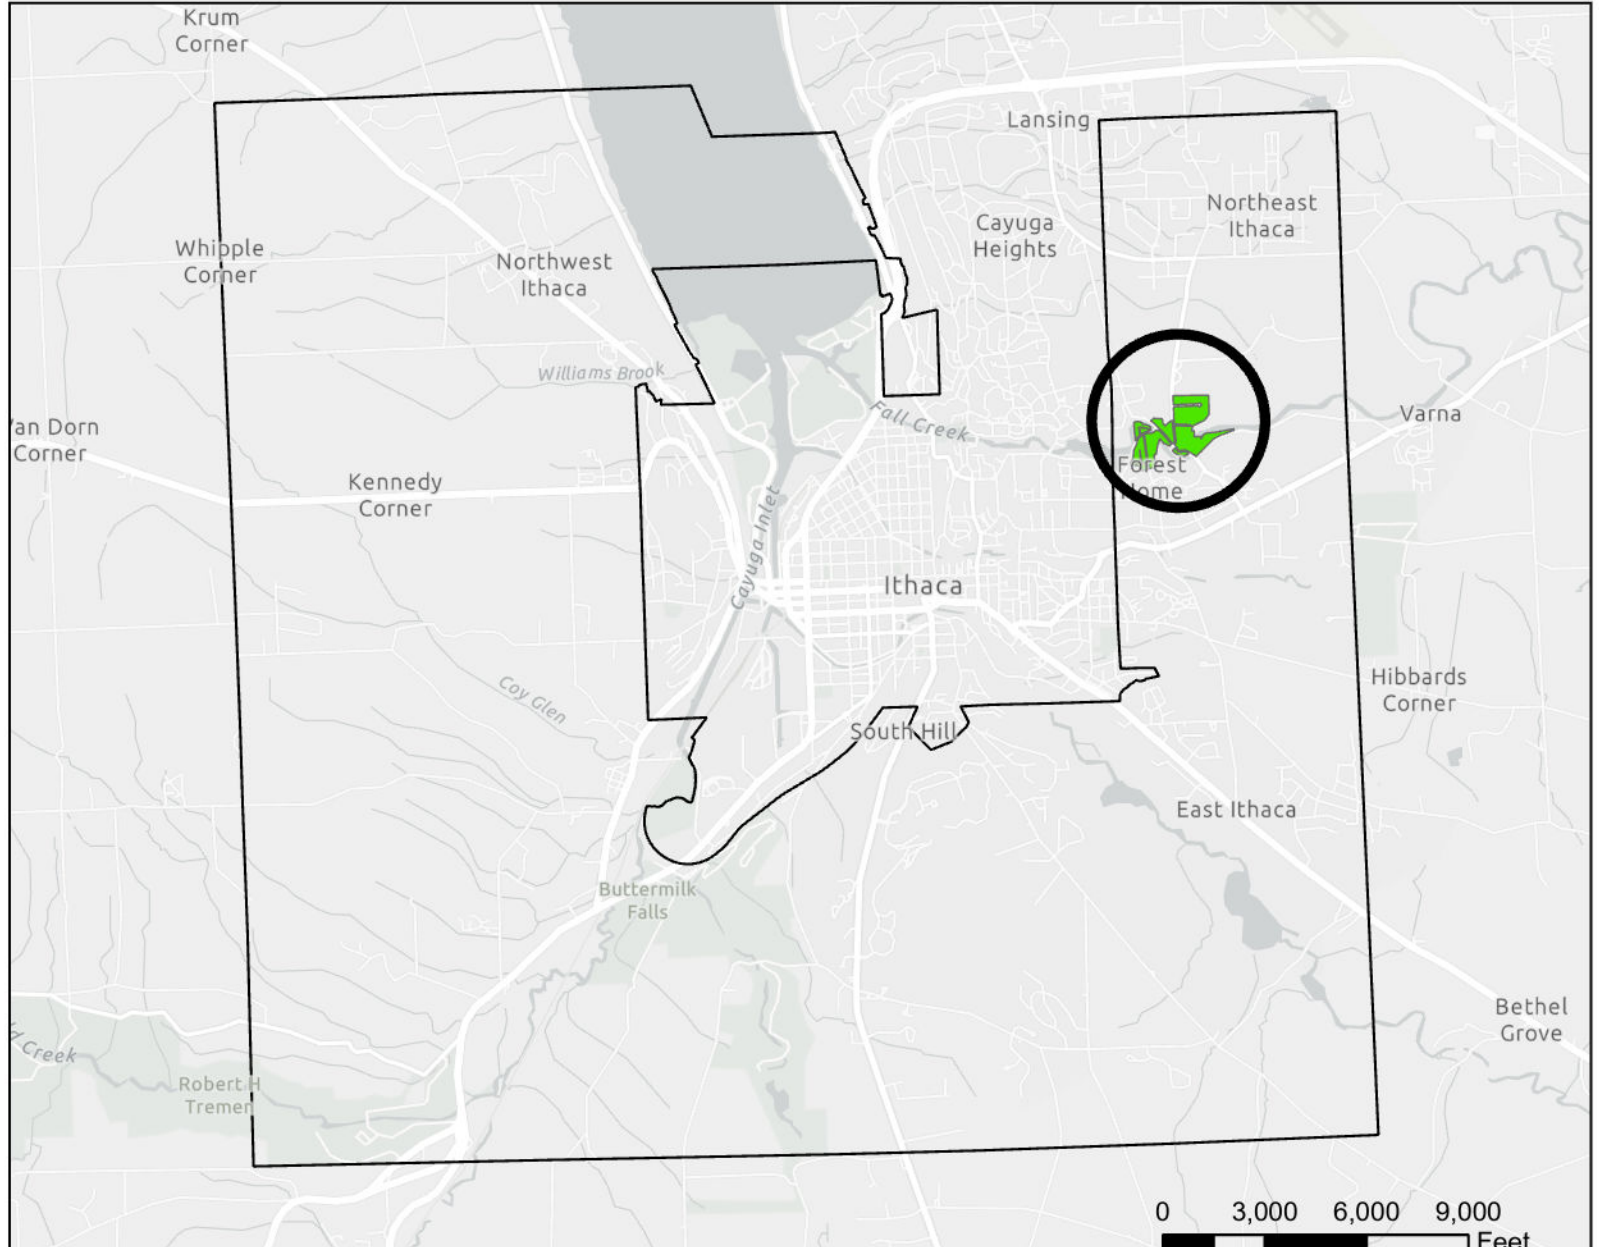 Krum
Corner
Lansing
Northeast
Ithaca
Cayuga
Heights
Whipple
Corner
Northwest
Ithaca
Williams Brook
Fall Creek
Varna
an Dorn
Corner
Forest
Home
Kennedy
Corner
Cayuga Inlet
Ithaca
Hibbards
Corner
Coy Glen
South Hill
East Ithaca
Buttermilk
Falls
Bethel
Grove
d Creek
Robert H
Tremen
0 3,000 6,000 9,000
Feet